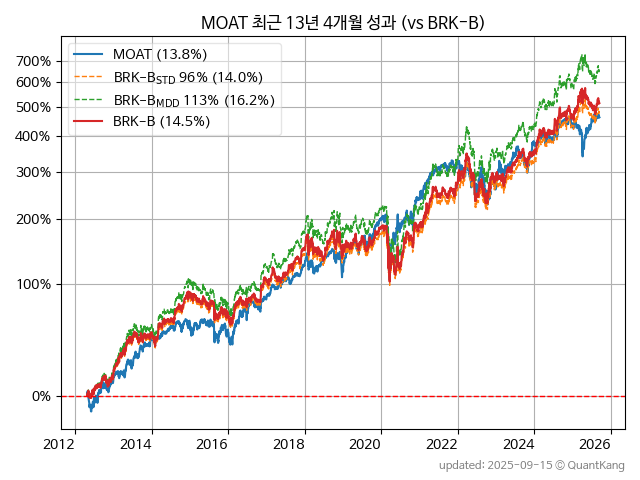 MOAT 최근 13년 4개월 성과 (vs BRK-B)
MOAT (13.8%)
BRK-BSTD 96% (14.0%)
BRK-BMDD 113% (16.2%)
BRK-B (14.5%)
700%
600%
500%
400%
300%
200%
100%
0%
2012 2014 2016 2018 2020 2022 2024 2026
updated: 2025-09-15 © QuantKang